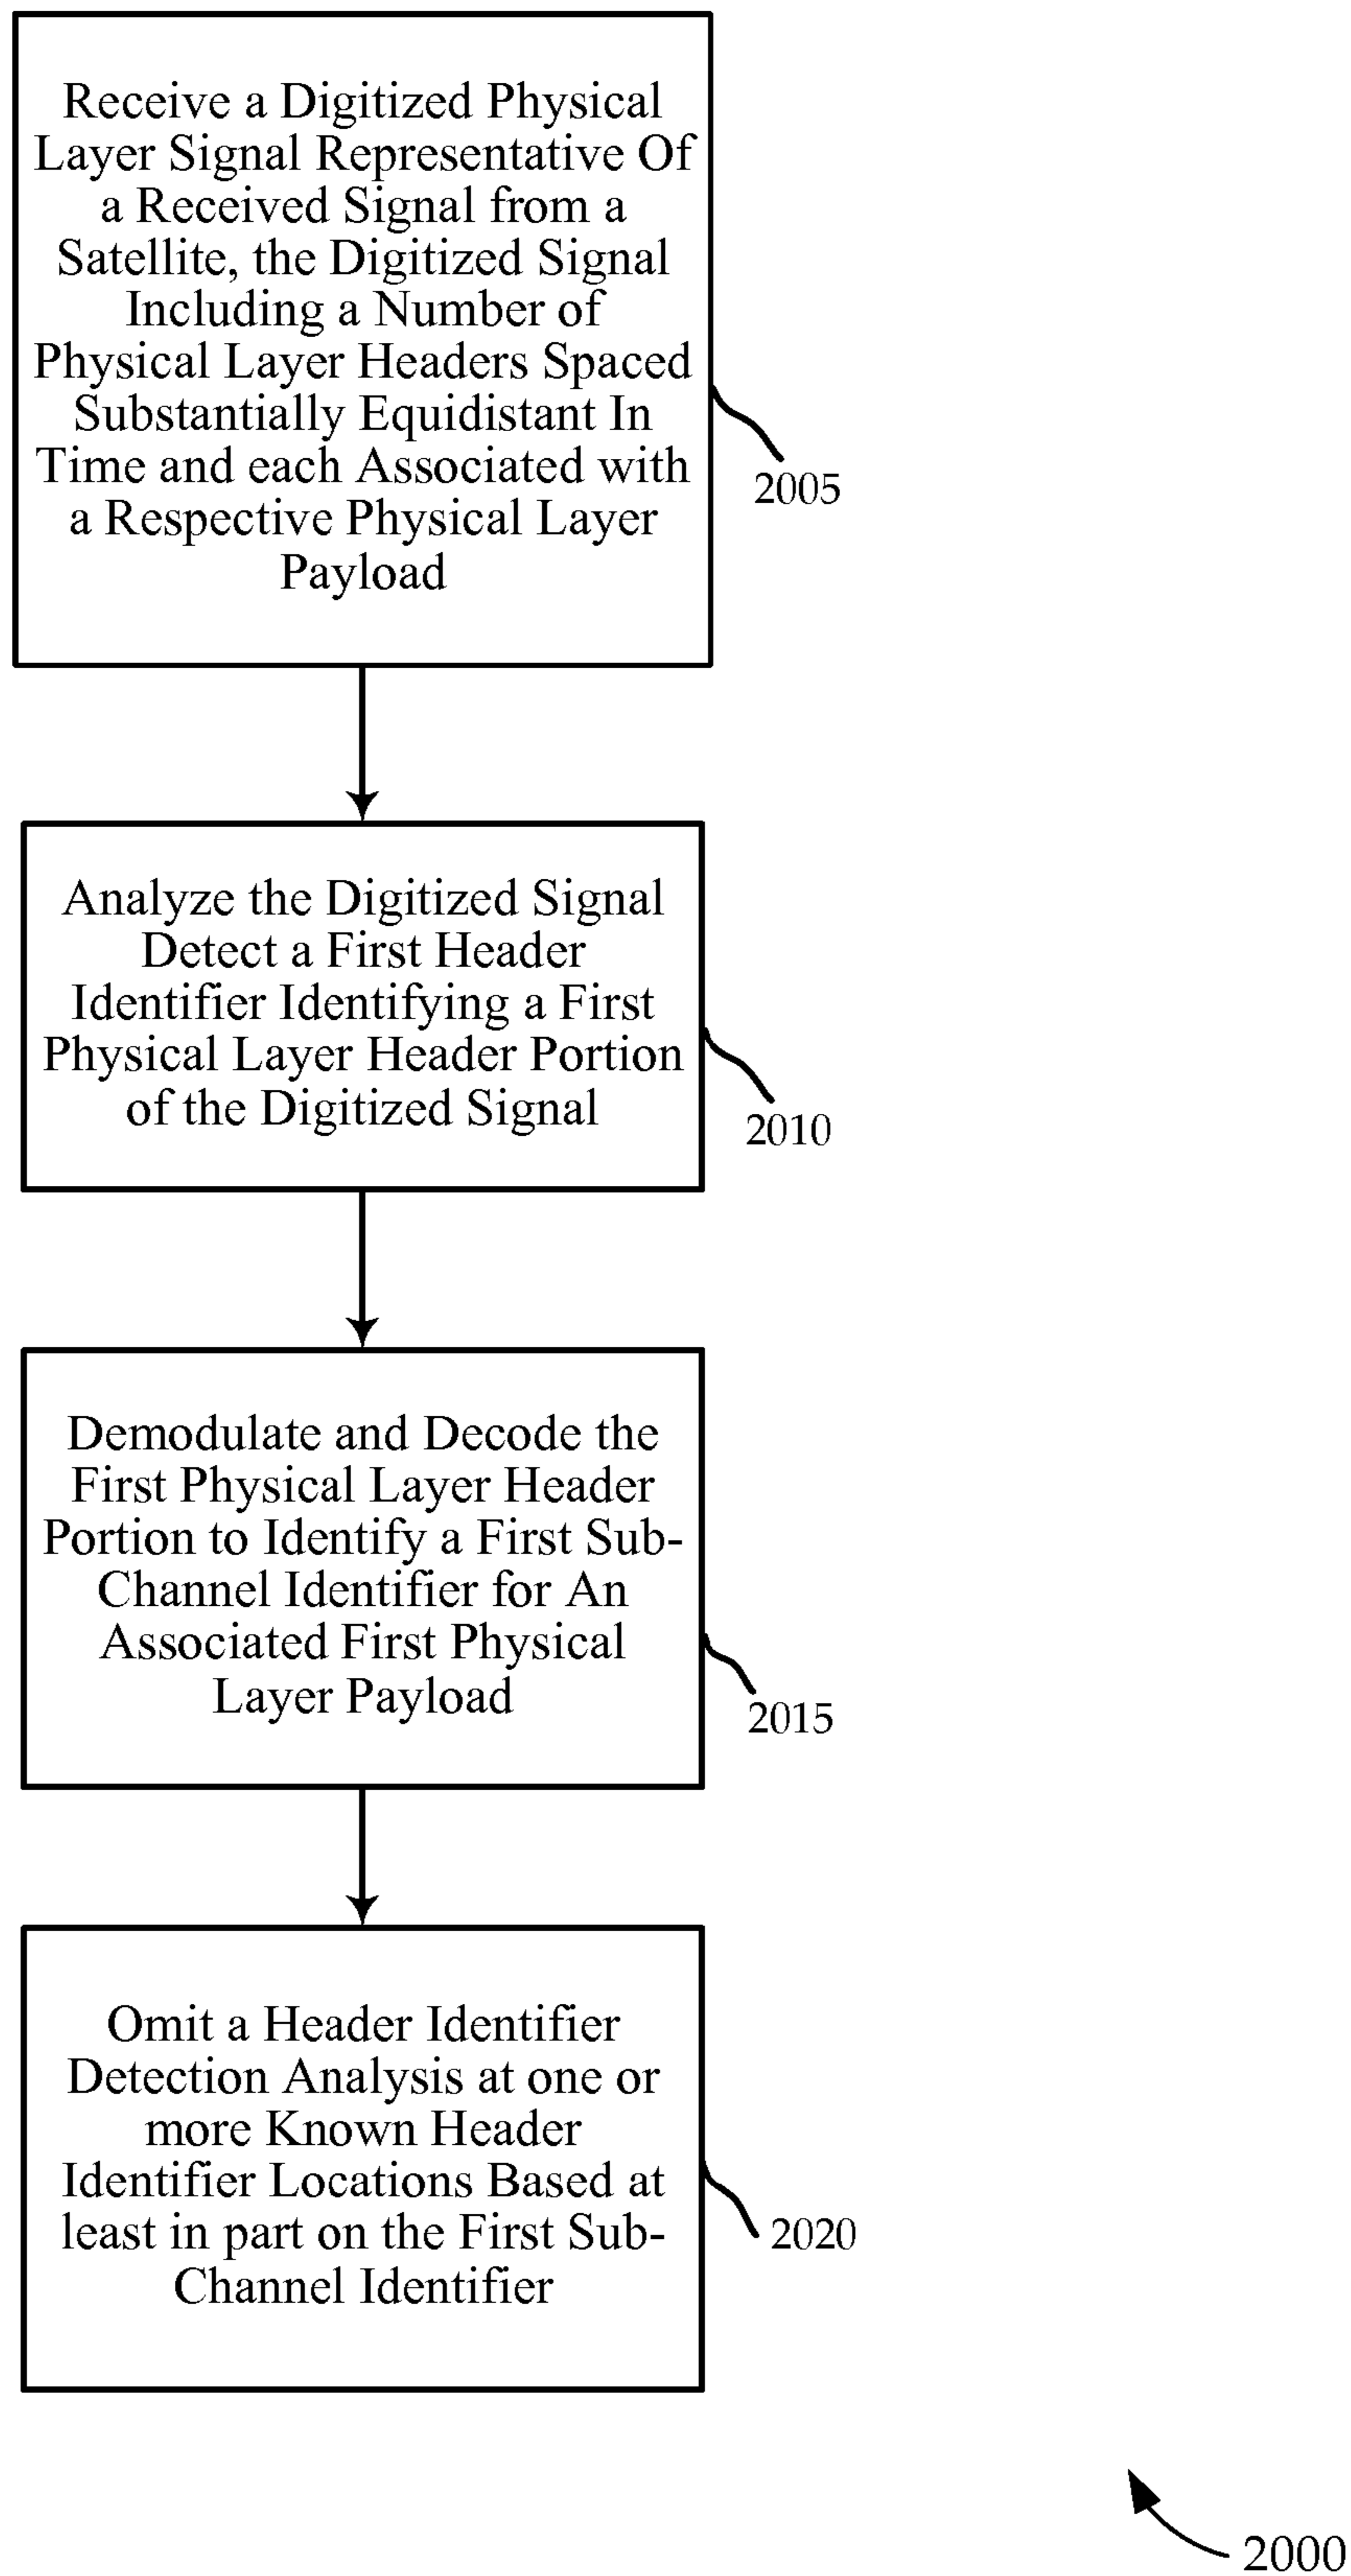 Receive a Digitized Physical
Layer Signal Representative Of
a Received Signal from a
Satellite, the Digitized Signal
Including a Number of
Physical Layer Headers Spaced
Substantially Equidistant In
Time and each Associated with
a Respective Physical Layer
Payload
2005
Analyze the Digitized Signal
Detect a First Header
Identifier Identifying a First
Physical Layer Header Portion
of the Digitized Signal
2010
Demodulate and Decode the
First Physical Layer Header
Portion to Identify a First Sub-
Channel Identifier for An
Associated First Physical
Layer Payload
2015
Omit a Header Identifier
Detection Analysis at one or
more Known Header
Identifier Locations Based at
least in part on the First Sub-
Channel Identifier
2020
2000